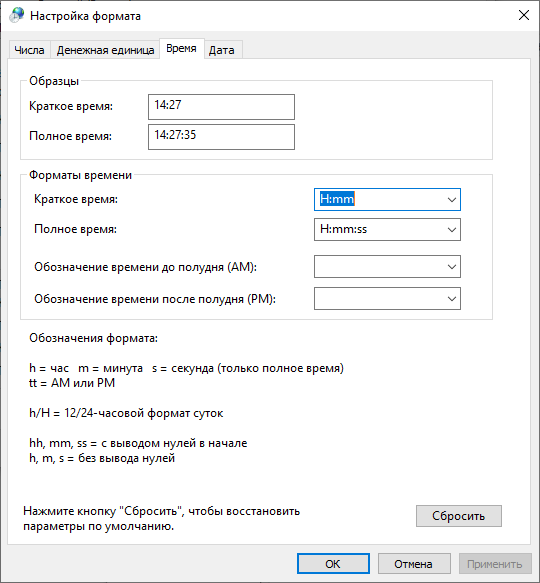 Настройка формата
Числа Денежная единица Время Дата
Образцы
Краткое время: 14:27
Полное время: 14:27:35
Форматы времени
Краткое время: H:mm
Полное время: H:mm:ss
Обозначение времени до полудня (AM):
Обозначение времени после полудня (PM):
Обозначения формата:
h = час m = минута s = секунда (только полное время)
tt = AM или PM
h/H = 12/24-часовой формат суток
hh, mm, ss = с выводом нулей в начале
h, m, s = без вывода нулей
Нажмите кнопку "Сбросить", чтобы восстановить
параметры по умолчанию.
Сбросить
OK Отмена Применить